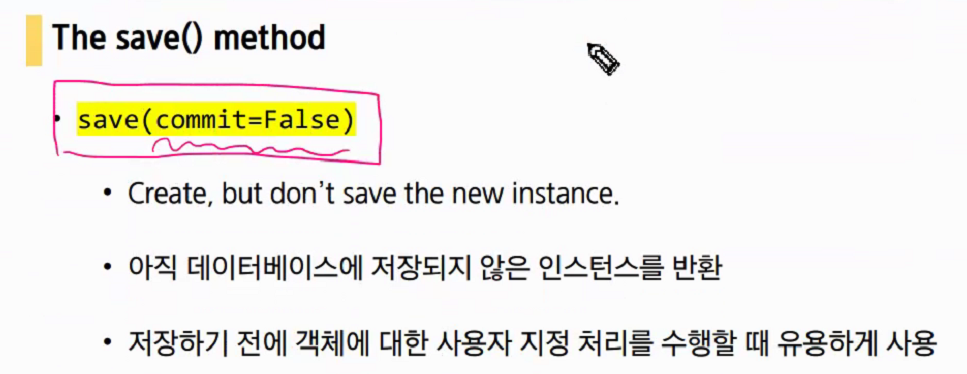 The save() method
• save(commit=False)
• Create, but don't save the new instance.
• 아직 데이터베이스에 저장되지 않은 인스턴스를 반환
• 저장하기 전에 객체에 대한 사용자 지정 처리를 수행할 때 유용하게 사용